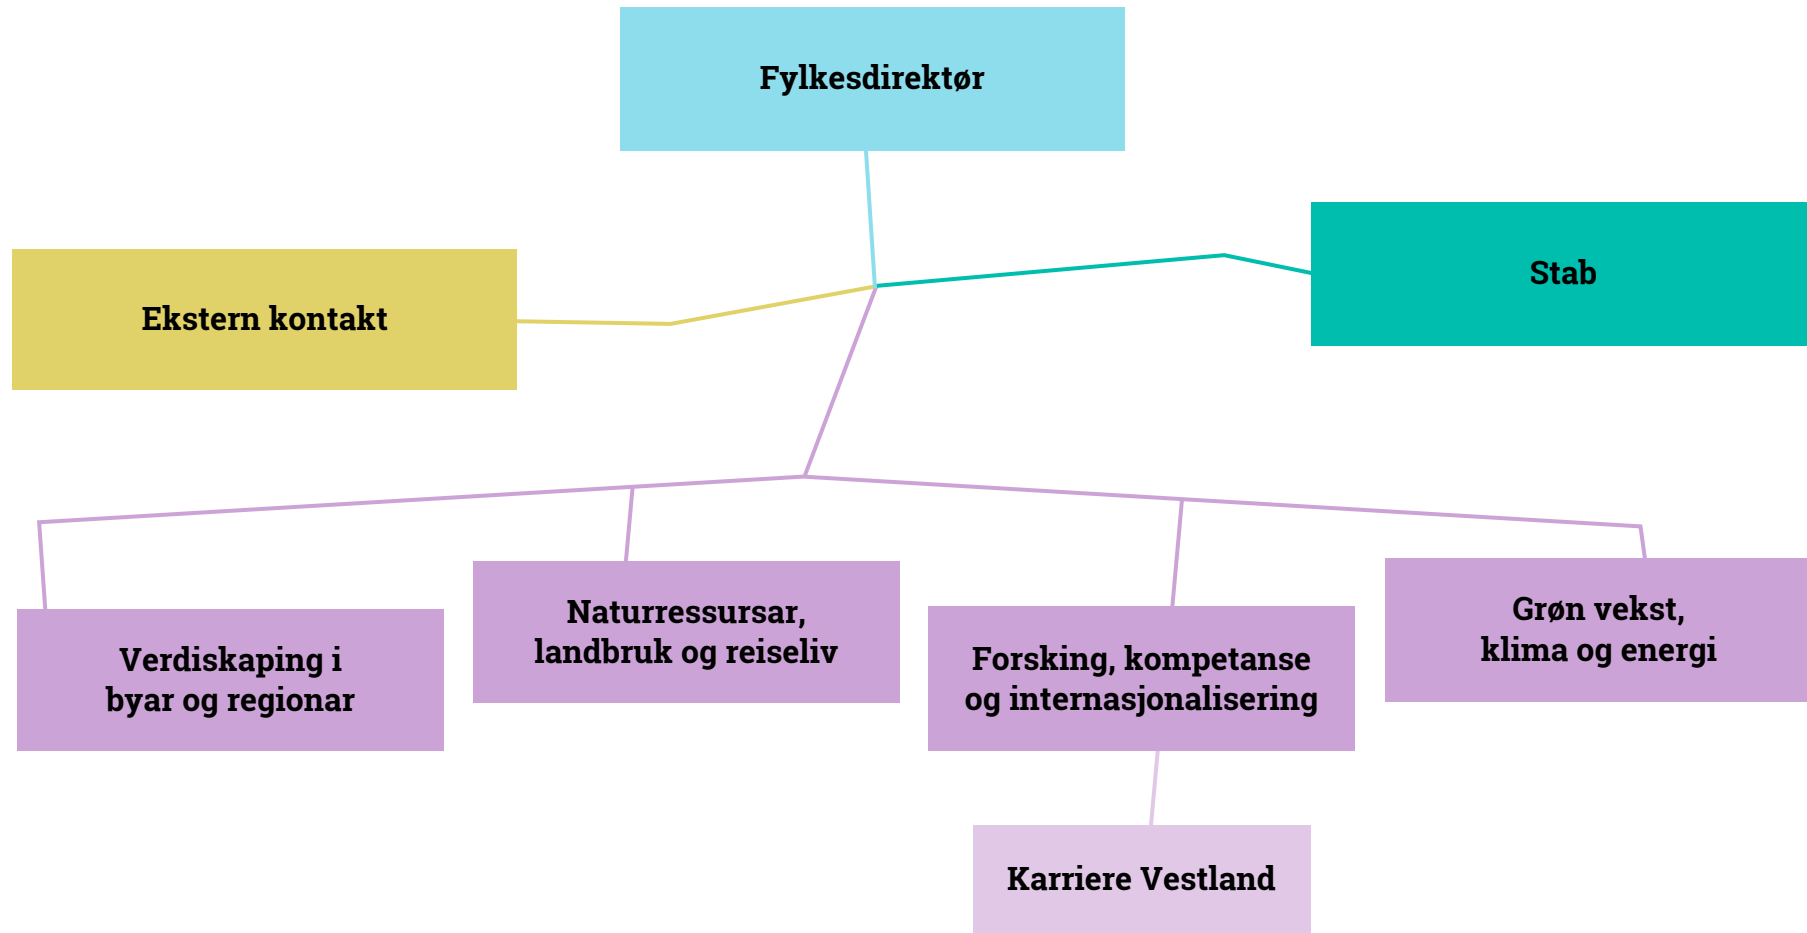 Fylkesdirektør
Stab
Ekstern kontakt
Verdiskaping i
byar og regionar
Naturressursar,
landbruk og reiseliv
Forsking, kompetanse
og internasjonalisering
Grøn vekst,
klima og energi
Karriere Vestland